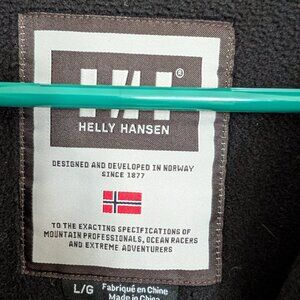 ®
HELLY HANSEN
DESIGNED AND DEVELOPED IN NORWAY
SINCE 1877
TO THE EXACTING SPECIFICATIONS OF
MOUNTAIN PROFESSIONALS, OCEAN RACERS
AND EXTREME ADVENTURERS
L/G Fabriqué en Chine
Made in China